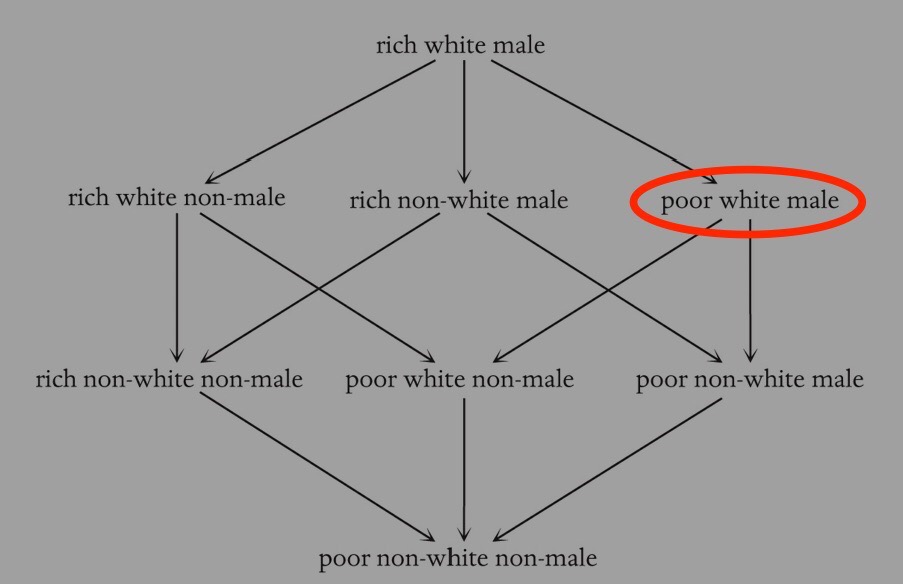 rich white male
rich white non-male
rich non-white male
poor white male
rich non-white non-male
poor white non-male
poor non-white male
poor non-white non-male